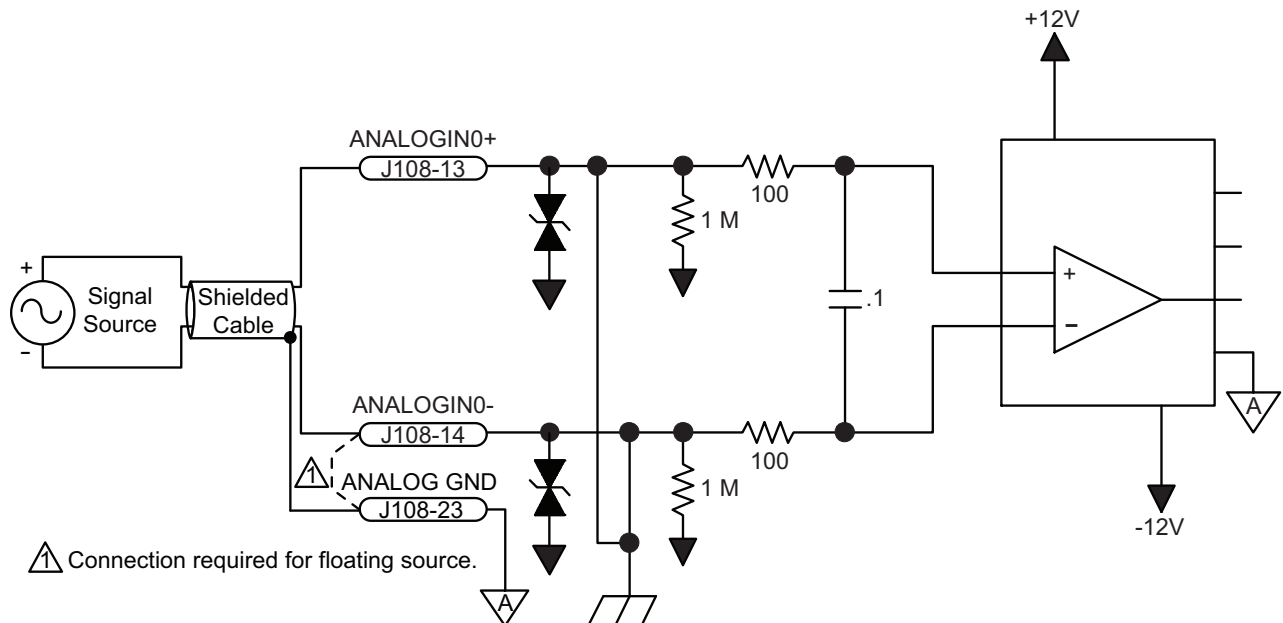 +12V
ANALOGIN0+
J108-13
100
1 M
+
Signal
Source
-
Shielded
Cable
.1
+
-
ANALOGIN0-
J108-14
100
1 M
A
1
ANALOG GND
J108-23
-12V
1 Connection required for floating source.
A